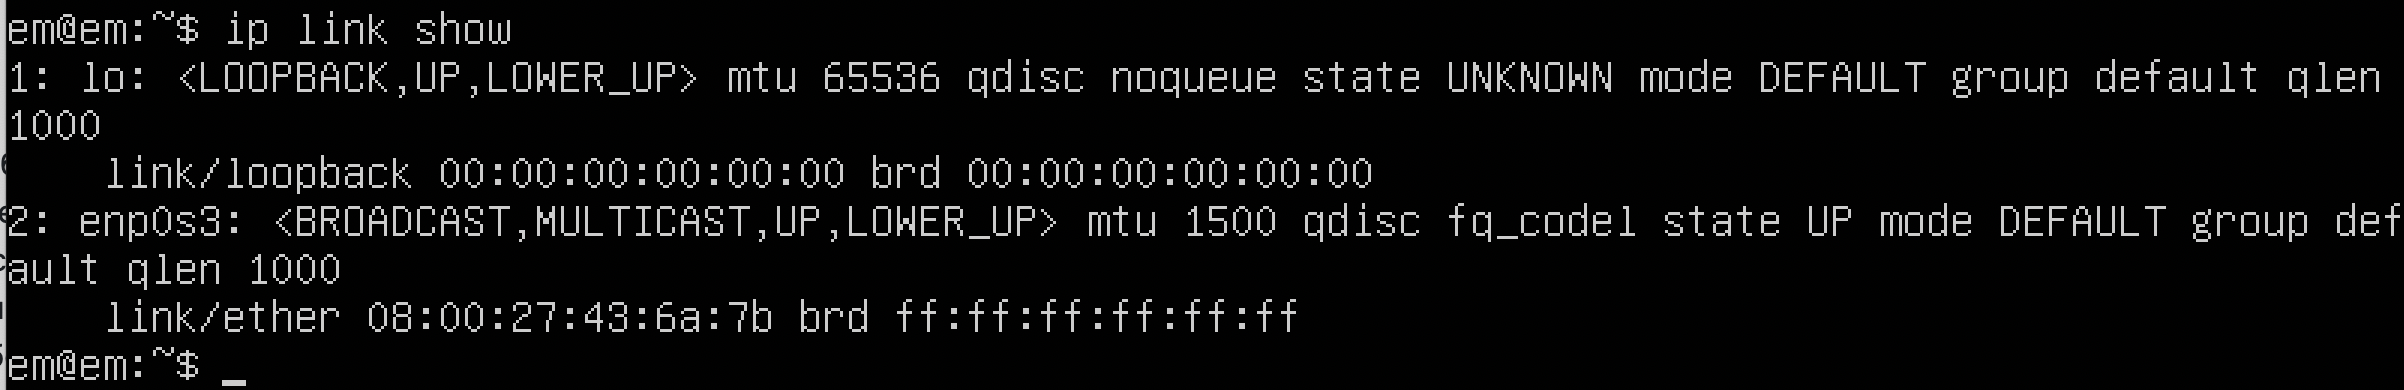 em@em:~$ ip link show
1: lo: <LOOPBACK,UP,LOWER_UP> mtu 65536 qdisc noqueue state UNKNOWN mode DEFAULT group default qlen
1000
    link/loopback 00:00:00:00:00:00 brd 00:00:00:00:00:00
2: enp0s3: <BROADCAST,MULTICAST,UP,LOWER_UP> mtu 1500 qdisc fq_codel state UP mode DEFAULT group def
ault qlen 1000
    link/ether 08:00:27:43:6a:7b brd ff:ff:ff:ff:ff:ff
em@em:~$ _